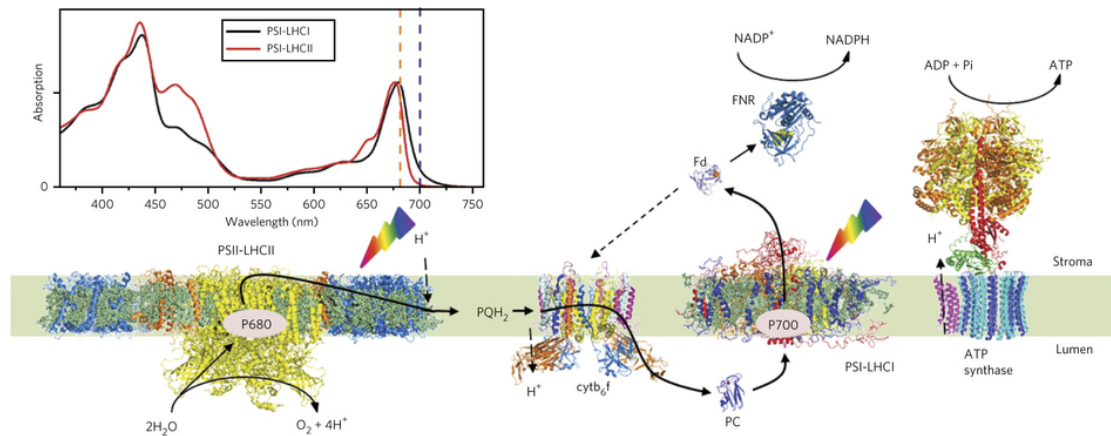 PSI-LHCI
PSI-LHCII
Absorption
0
400 450 500 550 600 650 700 750
Wavelength (nm)
NADP⁺ NADPH
FNR
Fd
ADP + Pi ATP
H⁺
Stroma
PSII-LHCII
H⁺
P680
PQH₂
P700
Lumen
PSI-LHCI
ATP
synthase
H⁺
cytb₆f
PC
2H₂O
O₂ + 4H⁺